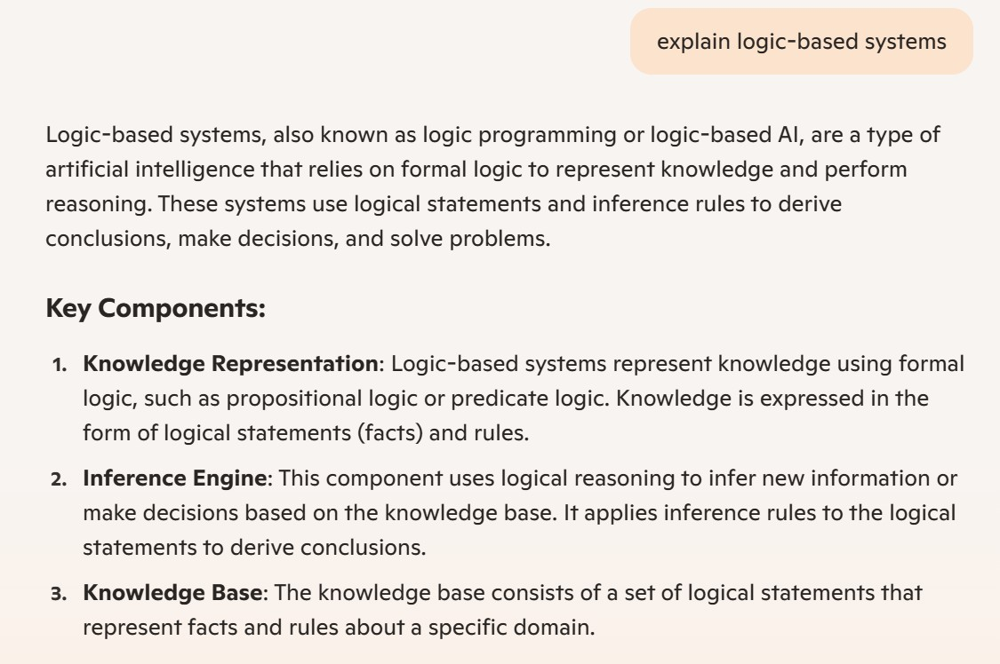 explain logic-based systems
Logic-based systems, also known as logic programming or logic-based AI, are a type of
artificial intelligence that relies on formal logic to represent knowledge and perform
reasoning. These systems use logical statements and inference rules to derive
conclusions, make decisions, and solve problems.
Key Components:
1. Knowledge Representation: Logic-based systems represent knowledge using formal
logic, such as propositional logic or predicate logic. Knowledge is expressed in the
form of logical statements (facts) and rules.
2. Inference Engine: This component uses logical reasoning to infer new information or
make decisions based on the knowledge base. It applies inference rules to the logical
statements to derive conclusions.
3. Knowledge Base: The knowledge base consists of a set of logical statements that
represent facts and rules about a specific domain.